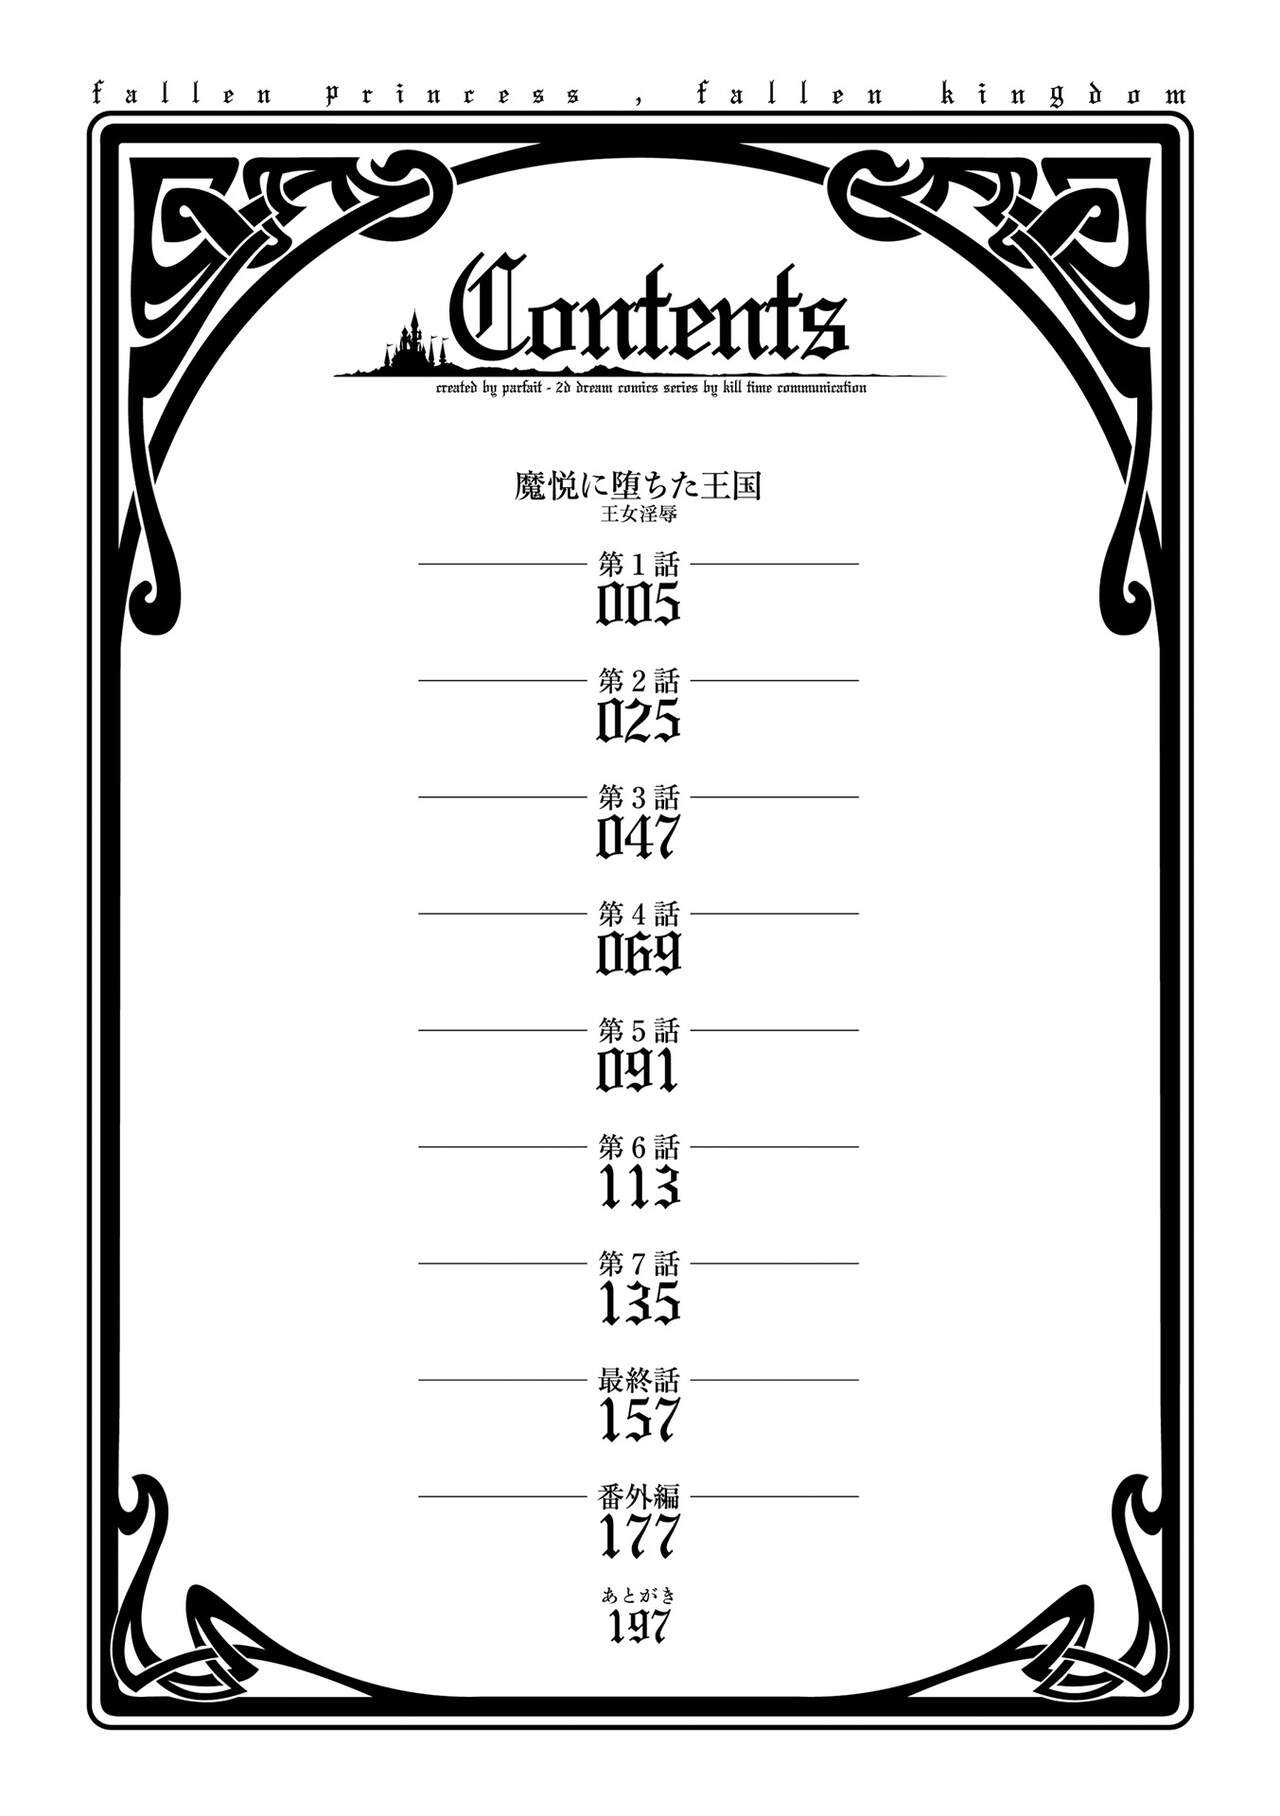 fallen princess , fallen kingdom
Contents
created by parfait - 2d dream comics series by kill time communication
魔悦に堕ちた王国
王女淫辱
第1話
005
第2話
025
第3話
047
第4話
069
第5話
091
第6話
113
第7話
135
最終話
157
番外編
177
あとがき
197